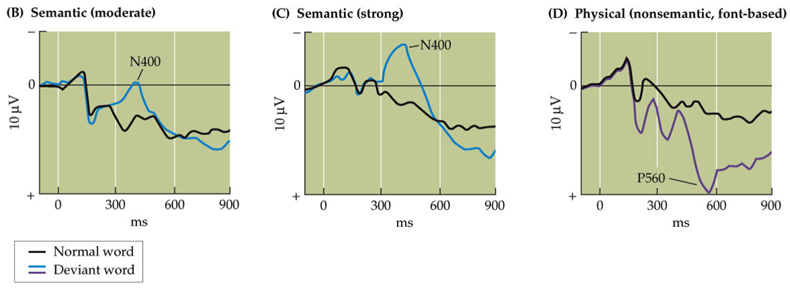 (B) Semantic (moderate)
−
0
10 μV
+
N400
0 300 600 900
ms
(C) Semantic (strong)
−
0
10 μV
+
N400
0 300 600 900
ms
(D) Physical (nonsemantic, font-based)
−
0
10 μV
+
P560
0 300 600 900
ms
Normal word
Deviant word